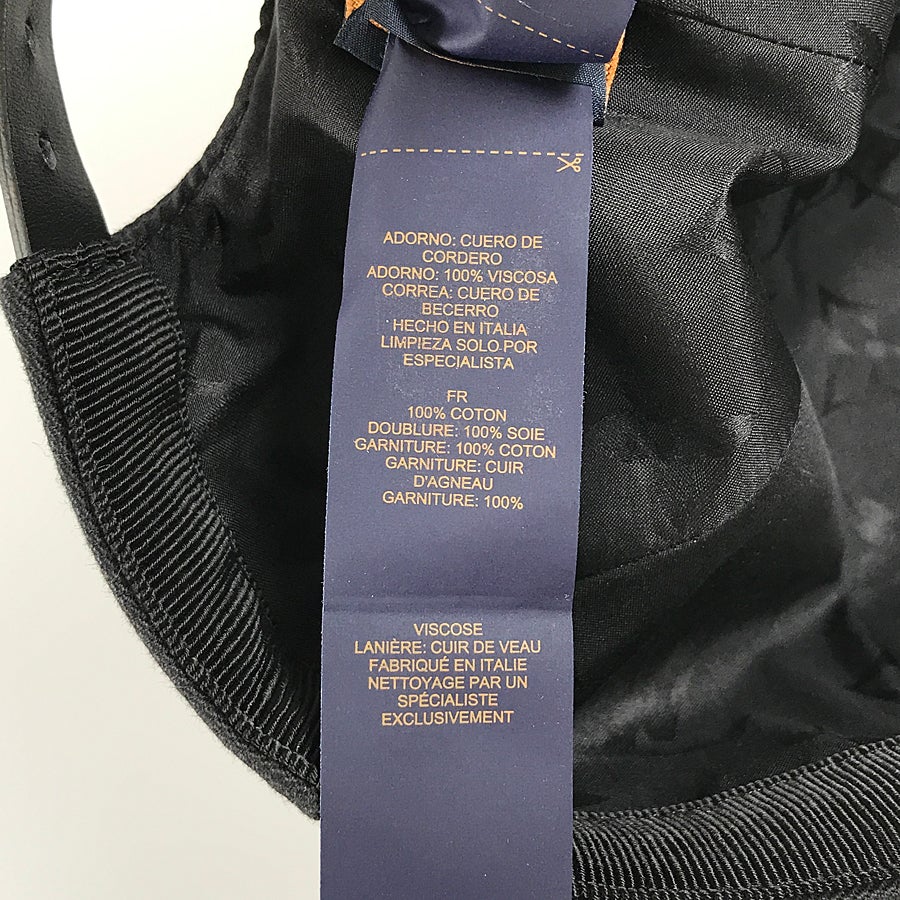 ADORNO: CUERO DE
CORDERO
ADORNO: 100% VISCOSA
CORREA: CUERO DE
BECERRO
HECHO EN ITALIA
LIMPIEZA SOLO POR
ESPECIALISTA
FR
100% COTON
DOUBLURE: 100% SOIE
GARNITURE: 100% COTON
GARNITURE: CUIR
D'AGNEAU
GARNITURE: 100%
VISCOSE
LANIÈRE: CUIR DE VEAU
FABRIQUÉ EN ITALIE
NETTOYAGE PAR UN
SPÉCIALISTE
EXCLUSIVEMENT